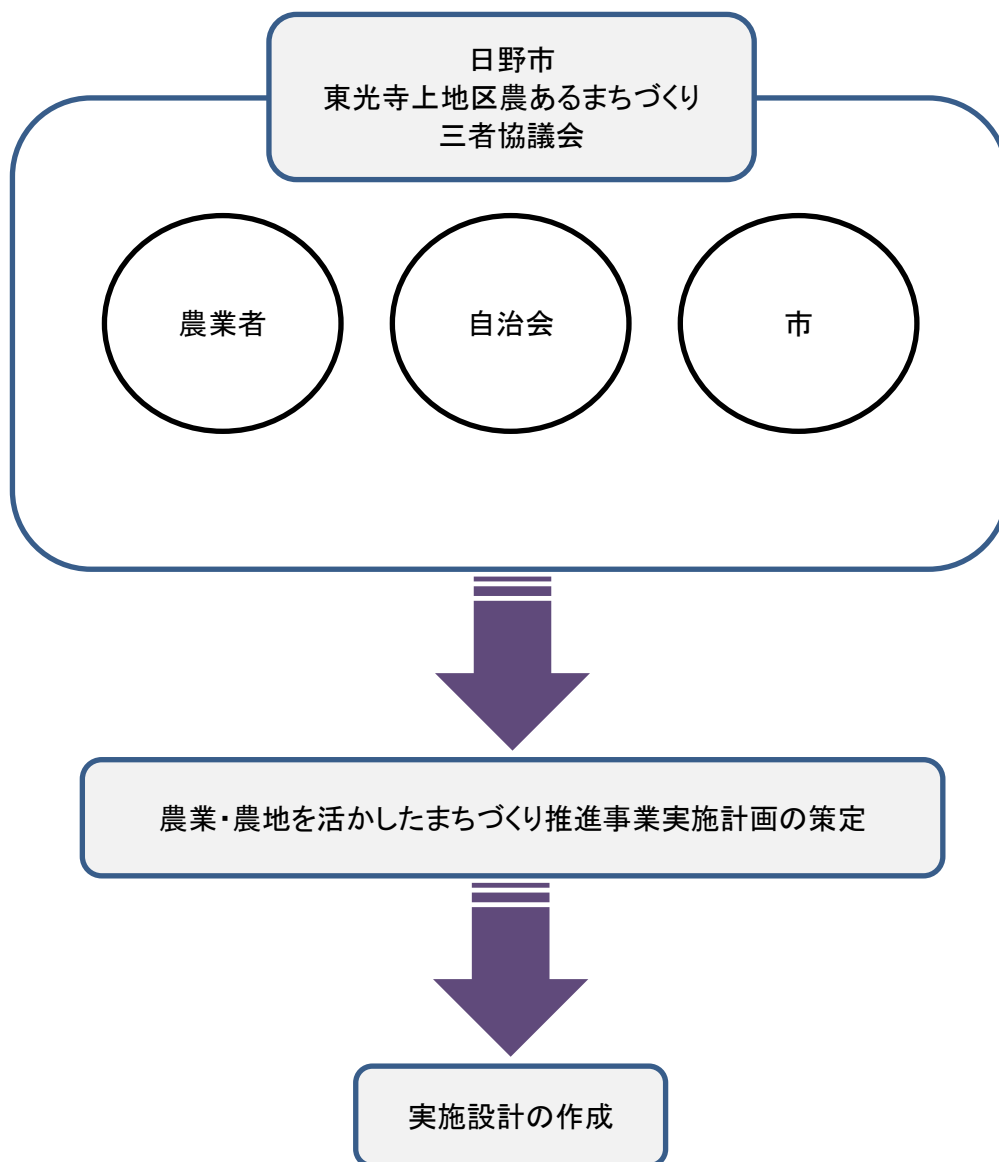 日野市
東光寺上地区農あるまちづくり
三者協議会
農業者
自治会
市
農業・農地を活かしたまちづくり推進事業実施計画の策定
実施設計の作成